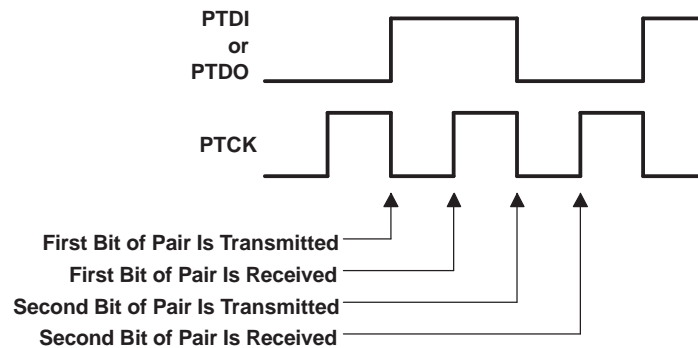 PTDI
or
PTDO
PTCK
First Bit of Pair Is Transmitted
First Bit of Pair Is Received
Second Bit of Pair Is Transmitted
Second Bit of Pair Is Received